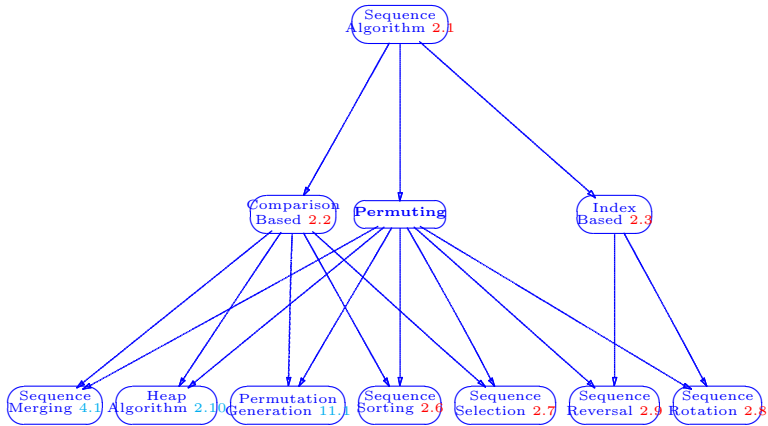 Sequence
Algorithm 2.1
Comparison
Based 2.2
Permuting
Index
Based 2.3
Sequence
Merging 4.1
Heap
Algorithm 2.10
Permutation
Generation 11.1
Sequence
Sorting 2.6
Sequence
Selection 2.7
Sequence
Reversal 2.9
Sequence
Rotation 2.8